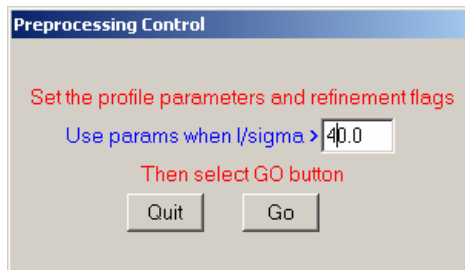 Preprocessing Control
Set the profile parameters and refinement flags
Use params when I/sigma > 40.0
Then select GO button
Quit Go